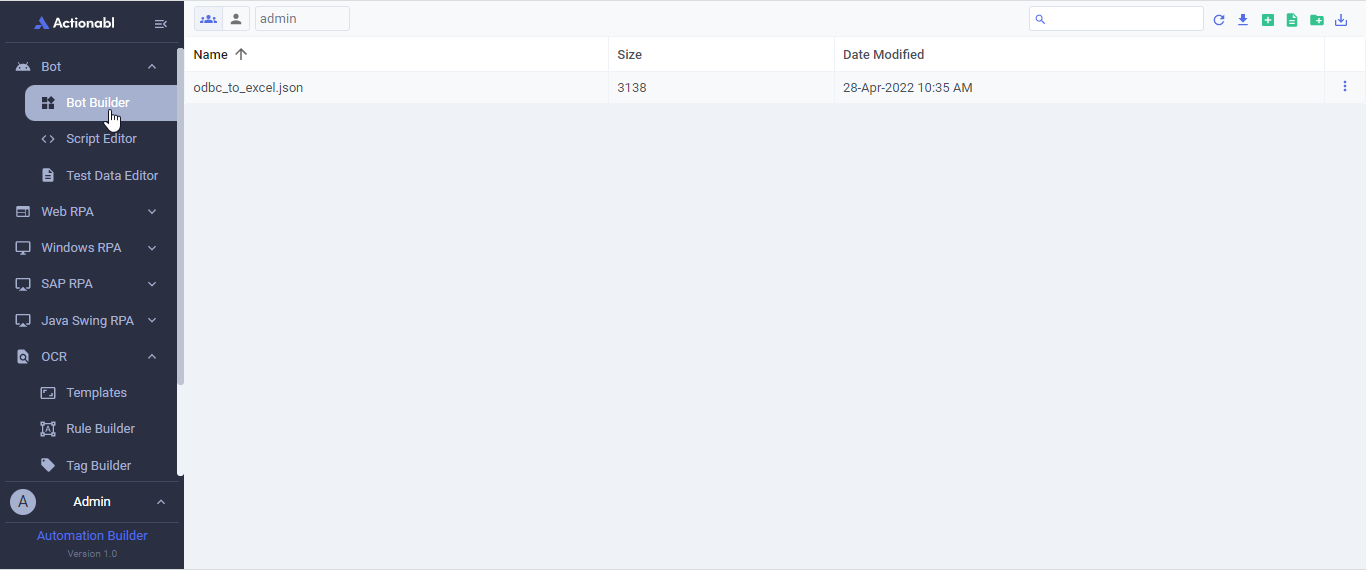 Actionabl
Bot
Bot Builder
Script Editor
Test Data Editor
Web RPA
Windows RPA
SAP RPA
Java Swing RPA
OCR
Templates
Rule Builder
Tag Builder
A Admin
Automation Builder
Version 1.0
admin
Name Size Date Modified
odbc_to_excel.json 3138 28-Apr-2022 10:35 AM